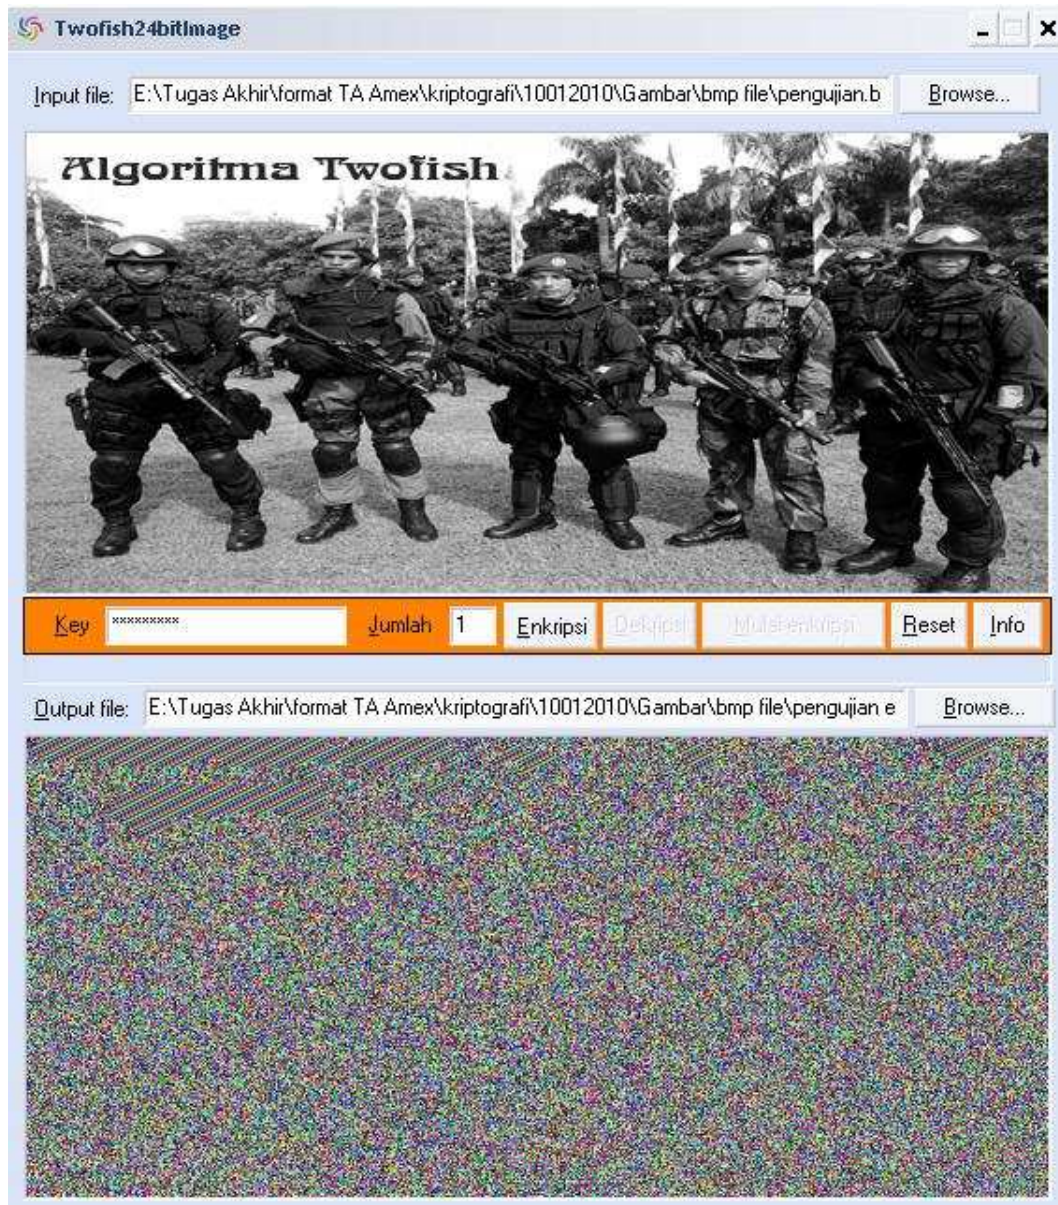 Twofish24bitImage
Input file: E:\Tugas Akhir\format TA Amex\kriptografi\10012010\Gambar\bmp file\pengujian.b Browse...
Algoritma Twofish
Key ********* Jumlah 1 Enkripsi Dekripsi Mulai enkripsi Reset Info
Output file: E:\Tugas Akhir\format TA Amex\kriptografi\10012010\Gambar\bmp file\pengujian e Browse...